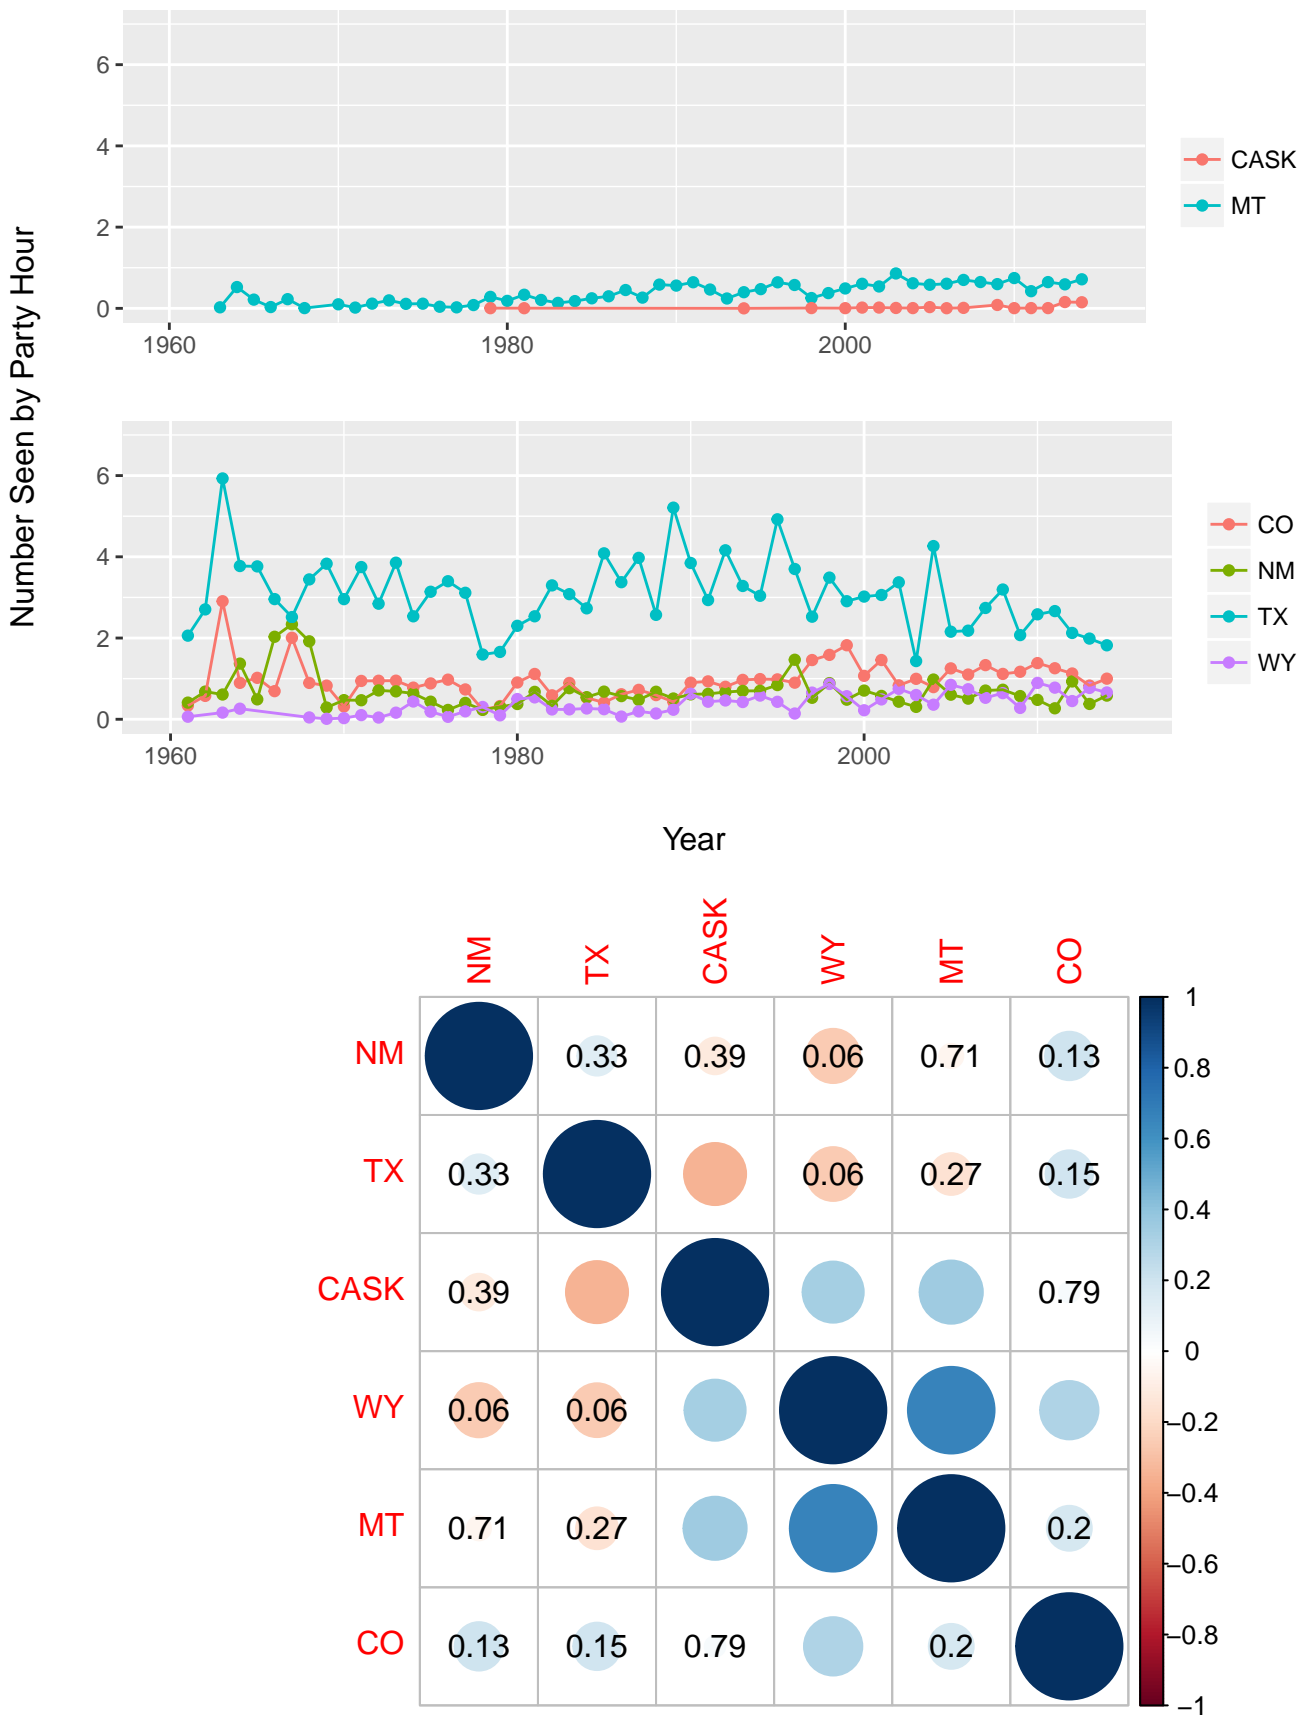 Number Seen by Party Hour
6
4
2
0
1960 1980 2000
CASK
MT
6
4
2
0
1960 1980 2000
CO
NM
TX
WY
Year
NM TX CASK WY MT CO
NM 0.33 0.39 0.06 0.71 0.13
TX 0.33 0.06 0.27 0.15
CASK 0.39 0.79
WY 0.06 0.06
MT 0.71 0.27 0.2
CO 0.13 0.15 0.79 0.2
1
0.8
0.6
0.4
0.2
0
−0.2
−0.4
−0.6
−0.8
−1